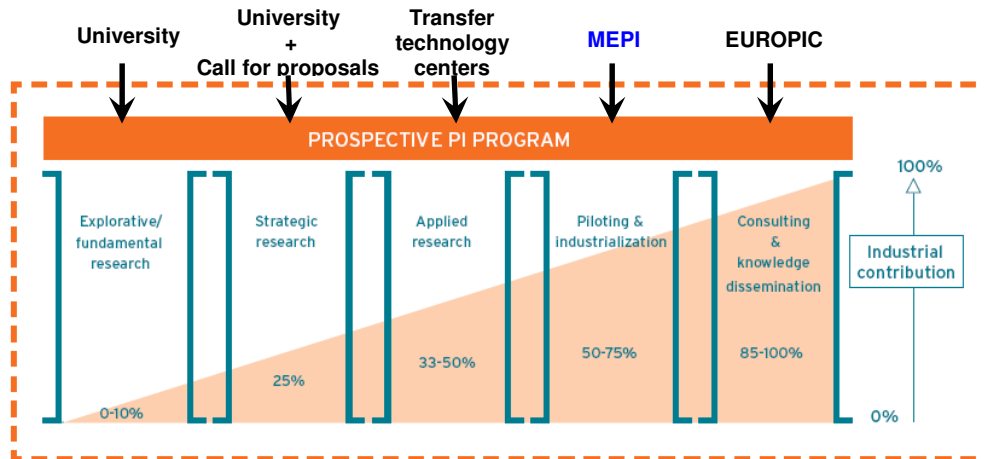 University
University
+
Call for proposals
Transfer
technology
centers
MEPI
EUROPIC
PROSPECTIVE PI PROGRAM
Explorative/
fundamental
research
Strategic
research
Applied
research
Piloting &
industrialization
Consulting
&
knowledge
dissemination
0-10%
25%
33-50%
50-75%
85-100%
100%
Industrial
contribution
0%